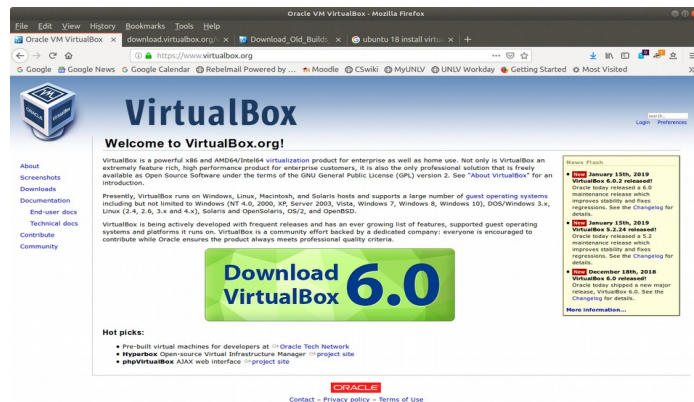 Oracle VM VirtualBox - Mozilla Firefox
File Edit View History Bookmarks Tools Help
Oracle VM VirtualBox
download.virtualbox.org/
Download_Old_Builds
ubuntu 18 install virtu
https://www.virtualbox.org
Google Google News Google Calendar Rebelmail Powered by ... Moodle CSwiki MyUNLV UNLV Workday Getting Started Most Visited
VirtualBox
search...
Login Preferences
Welcome to VirtualBox.org!
About
Screenshots
Downloads
Documentation
End-user docs
Technical docs
Contribute
Community
VirtualBox is a powerful x86 and AMD64/Intel64 virtualization product for enterprise as well as home use. Not only is VirtualBox an
extremely feature rich, high performance product for enterprise customers, it is also the only professional solution that is freely
available as Open Source Software under the terms of the GNU General Public License (GPL) version 2. See "About VirtualBox" for an
introduction.
Presently, VirtualBox runs on Windows, Linux, Macintosh, and Solaris hosts and supports a large number of guest operating systems
including but not limited to Windows (NT 4.0, 2000, XP, Server 2003, Vista, Windows 7, Windows 8, Windows 10), DOS/Windows 3.x,
Linux (2.4, 2.6, 3.x and 4.x), Solaris and OpenSolaris, OS/2, and OpenBSD.
VirtualBox is being actively developed with frequent releases and has an ever growing list of features, supported guest operating
systems and platforms it runs on. VirtualBox is a community effort backed by a dedicated company: everyone is encouraged to
contribute while Oracle ensures the product always meets professional quality criteria.
Download
VirtualBox 6.0
Hot picks:
Pre-built virtual machines for developers at Oracle Tech Network
Hyperbox Open-source Virtual Infrastructure Manager project site
phpVirtualBox AJAX web interface project site
News Flash
New January 15th, 2019
VirtualBox 6.0.2 released!
Oracle today released a 6.0
maintenance release which
improves stability and fixes
regressions. See the Changelog for
details.
New January 15th, 2019
VirtualBox 5.2.24 released!
Oracle today released a 5.2
maintenance release which
improves stability and fixes
regressions. See the Changelog for
details.
New December 18th, 2018
VirtualBox 6.0 released!
Oracle today shipped a new major
release, VirtualBox 6.0. See the
Changelog for details.
More information...
ORACLE
Contact – Privacy policy – Terms of Use